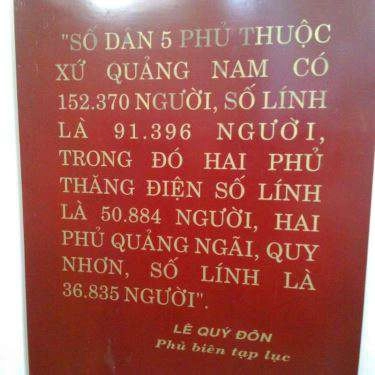 "SỐ DÂN 5 PHỦ THUỘC
XỨ QUẢNG NAM CÓ
152.370 NGƯỜI, SỐ LÍNH
LÀ 91.396 NGƯỜI,
TRONG ĐÓ HAI PHỦ
THĂNG ĐIỆN SỐ LÍNH
LÀ 50.884 NGƯỜI, HAI
PHỦ QUẢNG NGÃI, QUY
NHƠN, SỐ LÍNH LÀ
36.835 NGƯỜI".
LÊ QUÝ ĐÔN
Phủ biên tạp lục